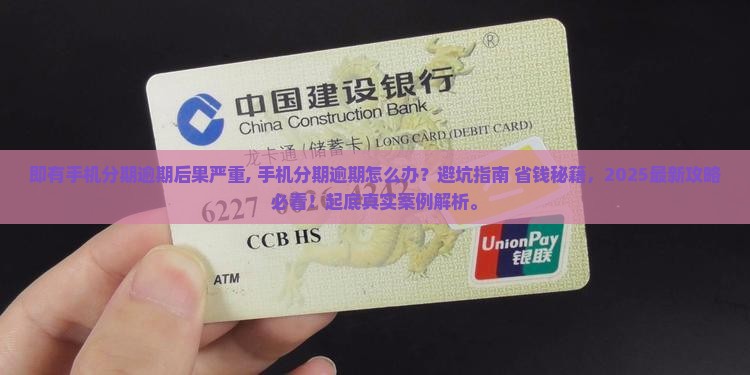 ®
中国建设银行
China Construction Bank
龙卡通(储蓄卡) LONG CARD (DEBIT CARD)
即有手机分期逾期后果严重, 手机分期逾期怎么办？避坑指南 省钱秘籍，2025最新攻略
必看！起底真实案例解析。
6227
CCB HS
UnionPay
银联
ATM